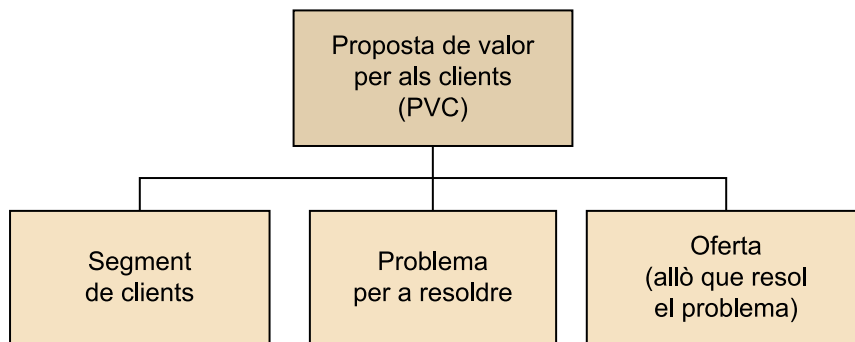 Proposta de valor
per als clients
(PVC)
Segment
de clients
Problema
per a resoldre
Oferta
(allò que resol
el problema)